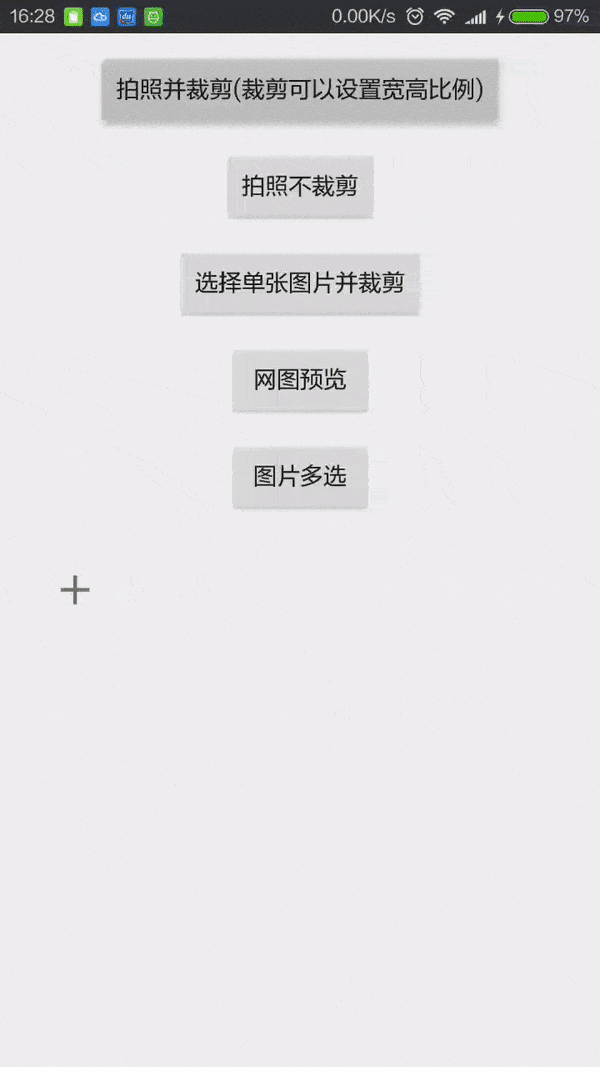 16:28 0.00K/s 97%
拍照并裁剪(裁剪可以设置宽高比例)
拍照不裁剪
选择单张图片并裁剪
网图预览
图片多选